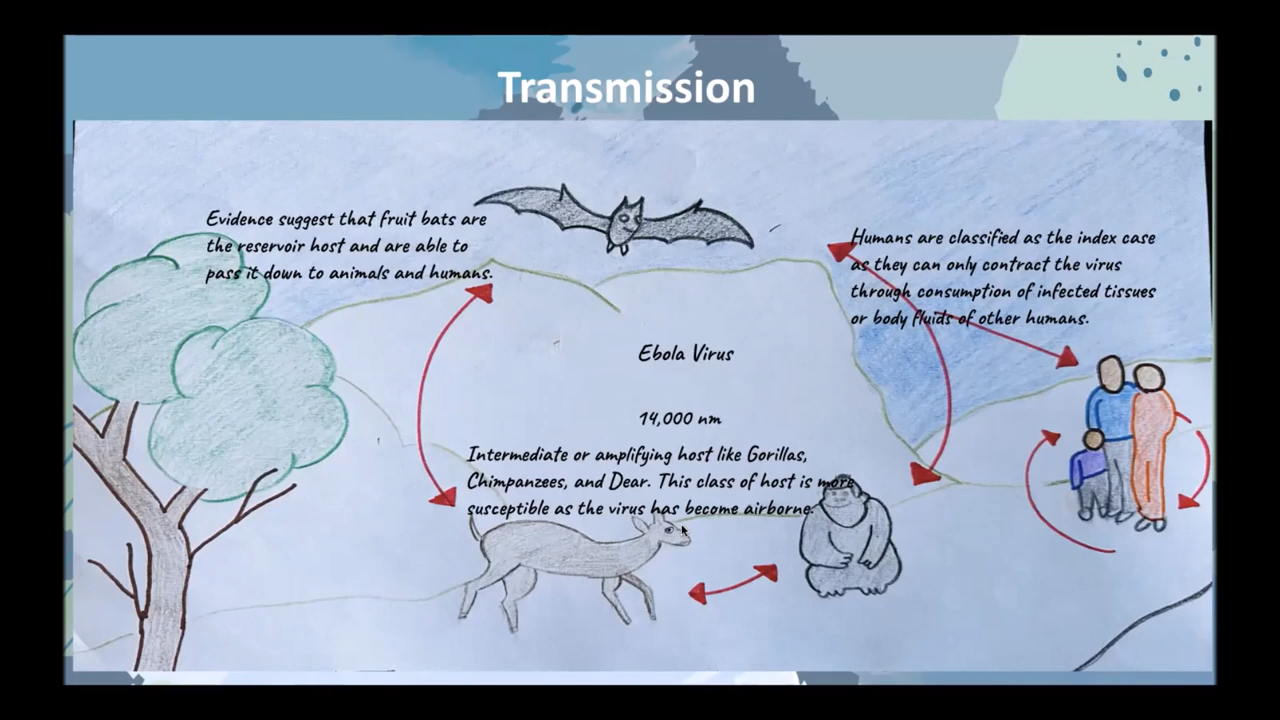 Transmission
Evidence suggest that fruit bats are
the reservoir host and are able to
pass it down to animals and humans.
Humans are classified as the index case
as they can only contract the virus
through consumption of infected tissues
or body fluids of other humans.
Ebola Virus
14,000 nm
Intermediate or amplifying host like Gorillas,
Chimpanzees, and Dear. This class of host is more
susceptible as the virus has become airborne.